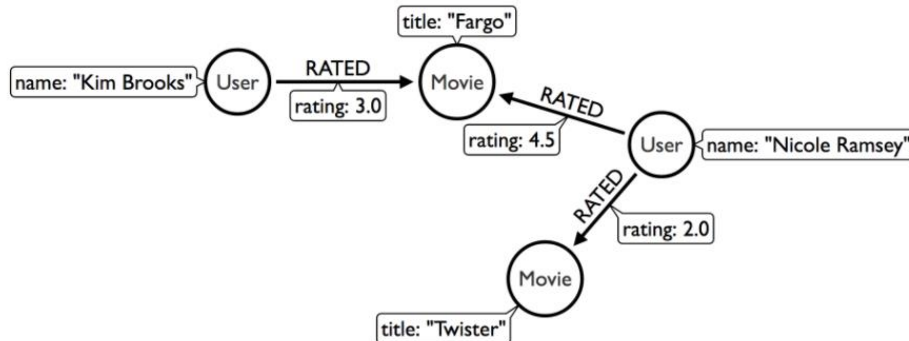 title: "Fargo"
name: "Kim Brooks"
User
RATED
rating: 3.0
Movie
RATED
rating: 4.5
User
name: "Nicole Ramsey"
RATED
rating: 2.0
Movie
title: "Twister"